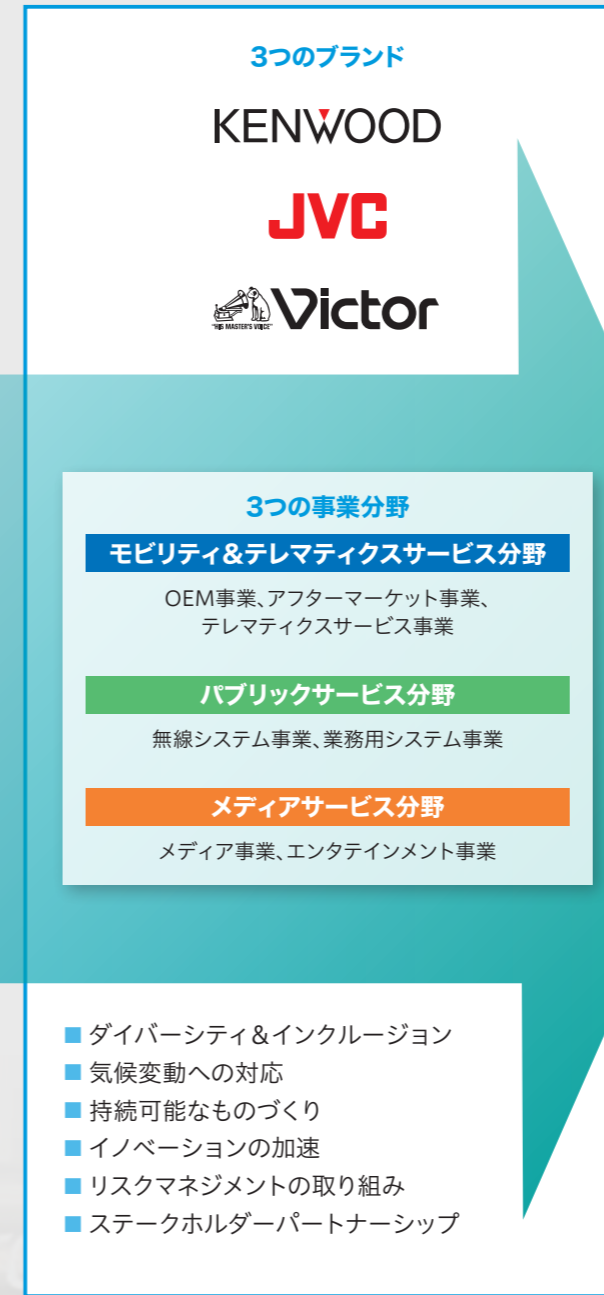 3つのブランド
KENWOOD
JVC
"HIS MASTER'S VOICE" Victor
3つの事業分野
モビリティ&テレマティクスサービス分野
OEM事業、アフターマーケット事業、
テレマティクスサービス事業
パブリックサービス分野
無線システム事業、業務用システム事業
メディアサービス分野
メディア事業、エンタテインメント事業
■ ダイバーシティ&インクルージョン
■ 気候変動への対応
■ 持続可能なものづくり
■ イノベーションの加速
■ リスクマネジメントの取り組み
■ ステークホルダーパートナーシップ